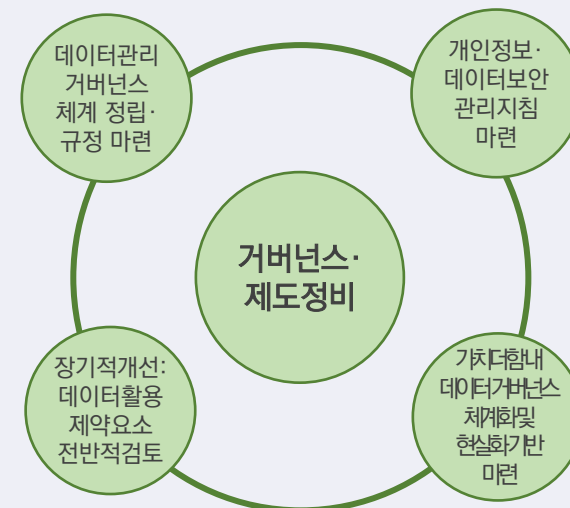 데이터관리
거버넌스
체계 정립·
규정 마련
개인정보·
데이터보안
관리지침
마련
거버넌스·
제도정비
장기적개선:
데이터활용
제약요소
전반적검토
가치더함내
데이터거버넌스
체계화및
현실화기반
마련